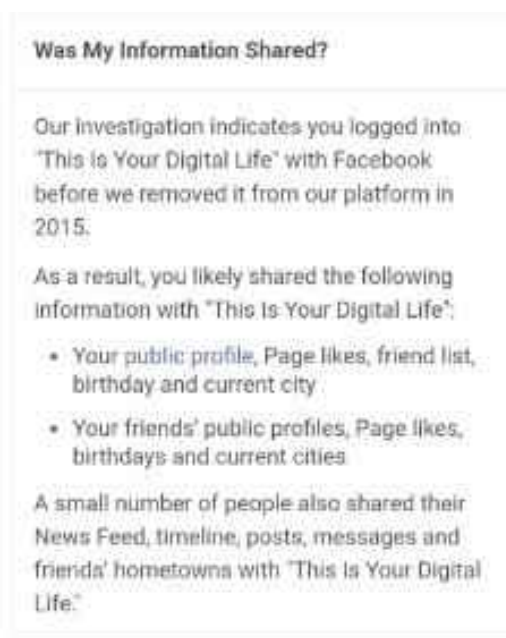 Was My Information Shared?
Our investigation indicates you logged into
"This Is Your Digital Life" with Facebook
before we removed it from our platform in
2015.
As a result, you likely shared the following
information with "This Is Your Digital Life":
• Your public profile, Page likes, friend list,
birthday and current city
• Your friends' public profiles, Page likes,
birthdays and current cities
A small number of people also shared their
News Feed, timeline, posts, messages and
friends' hometowns with "This Is Your Digital
Life."